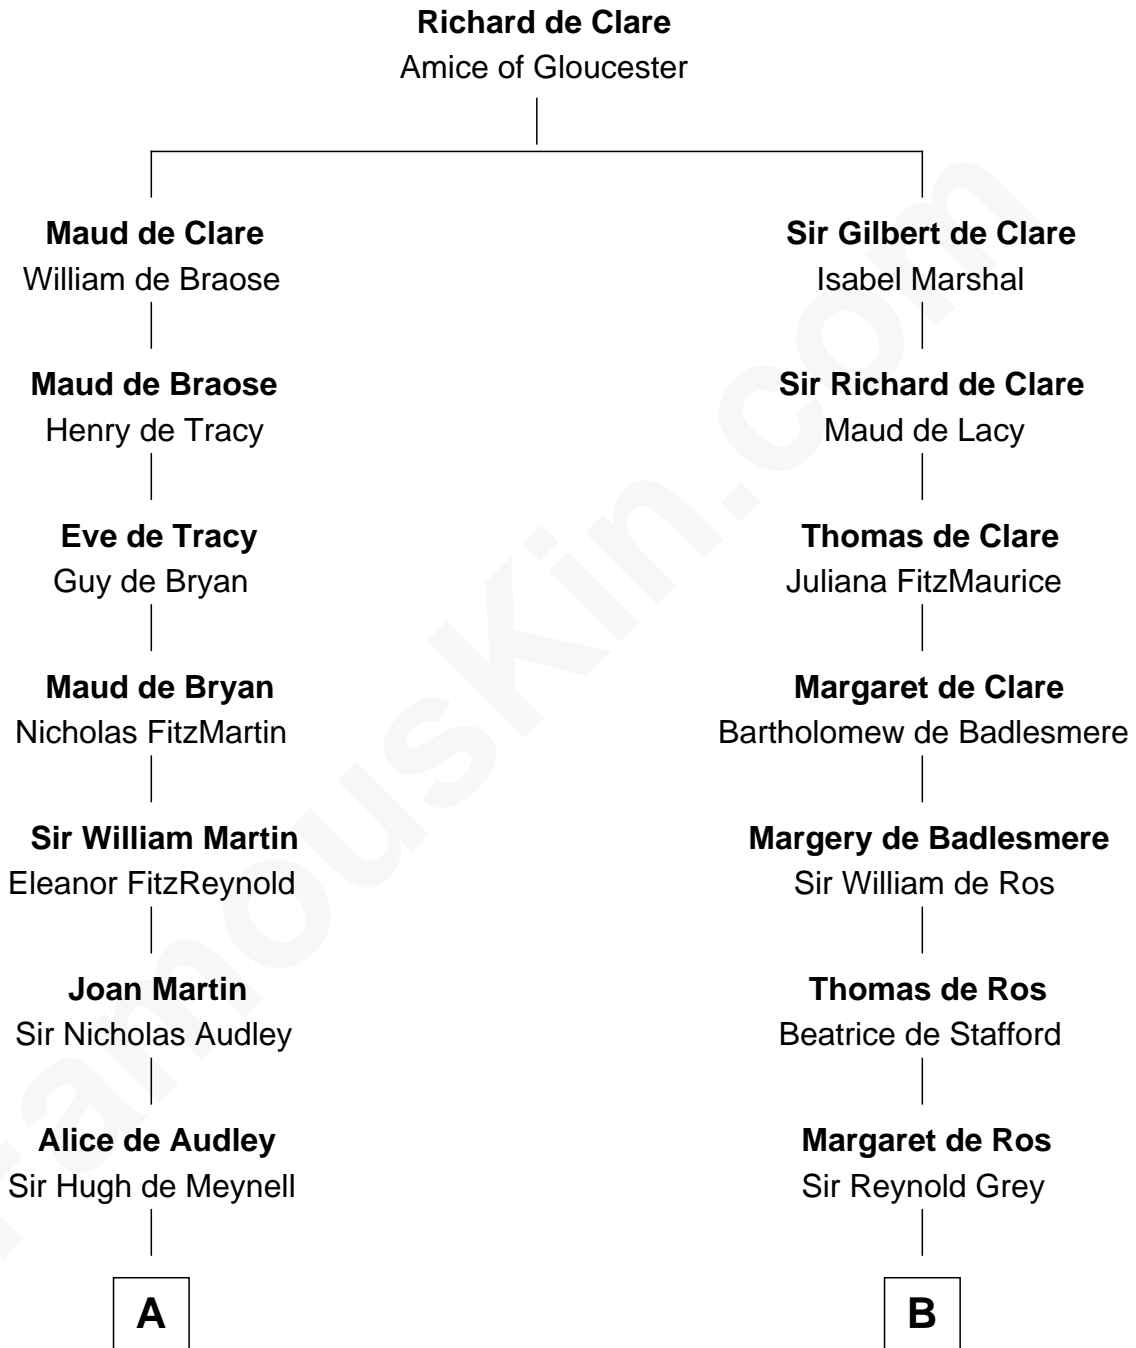 Richard de Clare
Amice of Gloucester
Maud de Clare
William de Braose
Sir Gilbert de Clare
Isabel Marshal
Maud de Braose
Henry de Tracy
Sir Richard de Clare
Maud de Lacy
Eve de Tracy
Guy de Bryan
Thomas de Clare
Juliana FitzMaurice
Maud de Bryan
Nicholas FitzMartin
Margaret de Clare
Bartholomew de Badlesmere
Sir William Martin
Eleanor FitzReynold
Margery de Badlesmere
Sir William de Ros
Joan Martin
Sir Nicholas Audley
Thomas de Ros
Beatrice de Stafford
Alice de Audley
Sir Hugh de Meynell
Margaret de Ros
Sir Reynold Grey
A
B
FamousKin.com